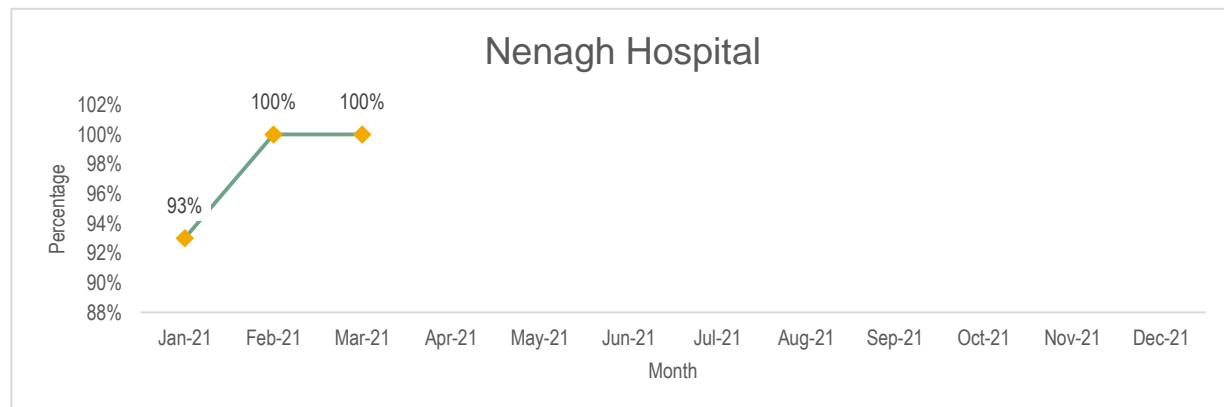 Nenagh Hospital
102%
100%
98%
96%
94%
92%
90%
88%
Percentage
93%
100%
100%
Jan-21 Feb-21 Mar-21 Apr-21 May-21 Jun-21 Jul-21 Aug-21 Sep-21 Oct-21 Nov-21 Dec-21
Month